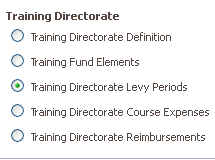 Training Directorate
Training Directorate Definition
Training Fund Elements
Training Directorate Levy Periods
Training Directorate Course Expenses
Training Directorate Reimbursements